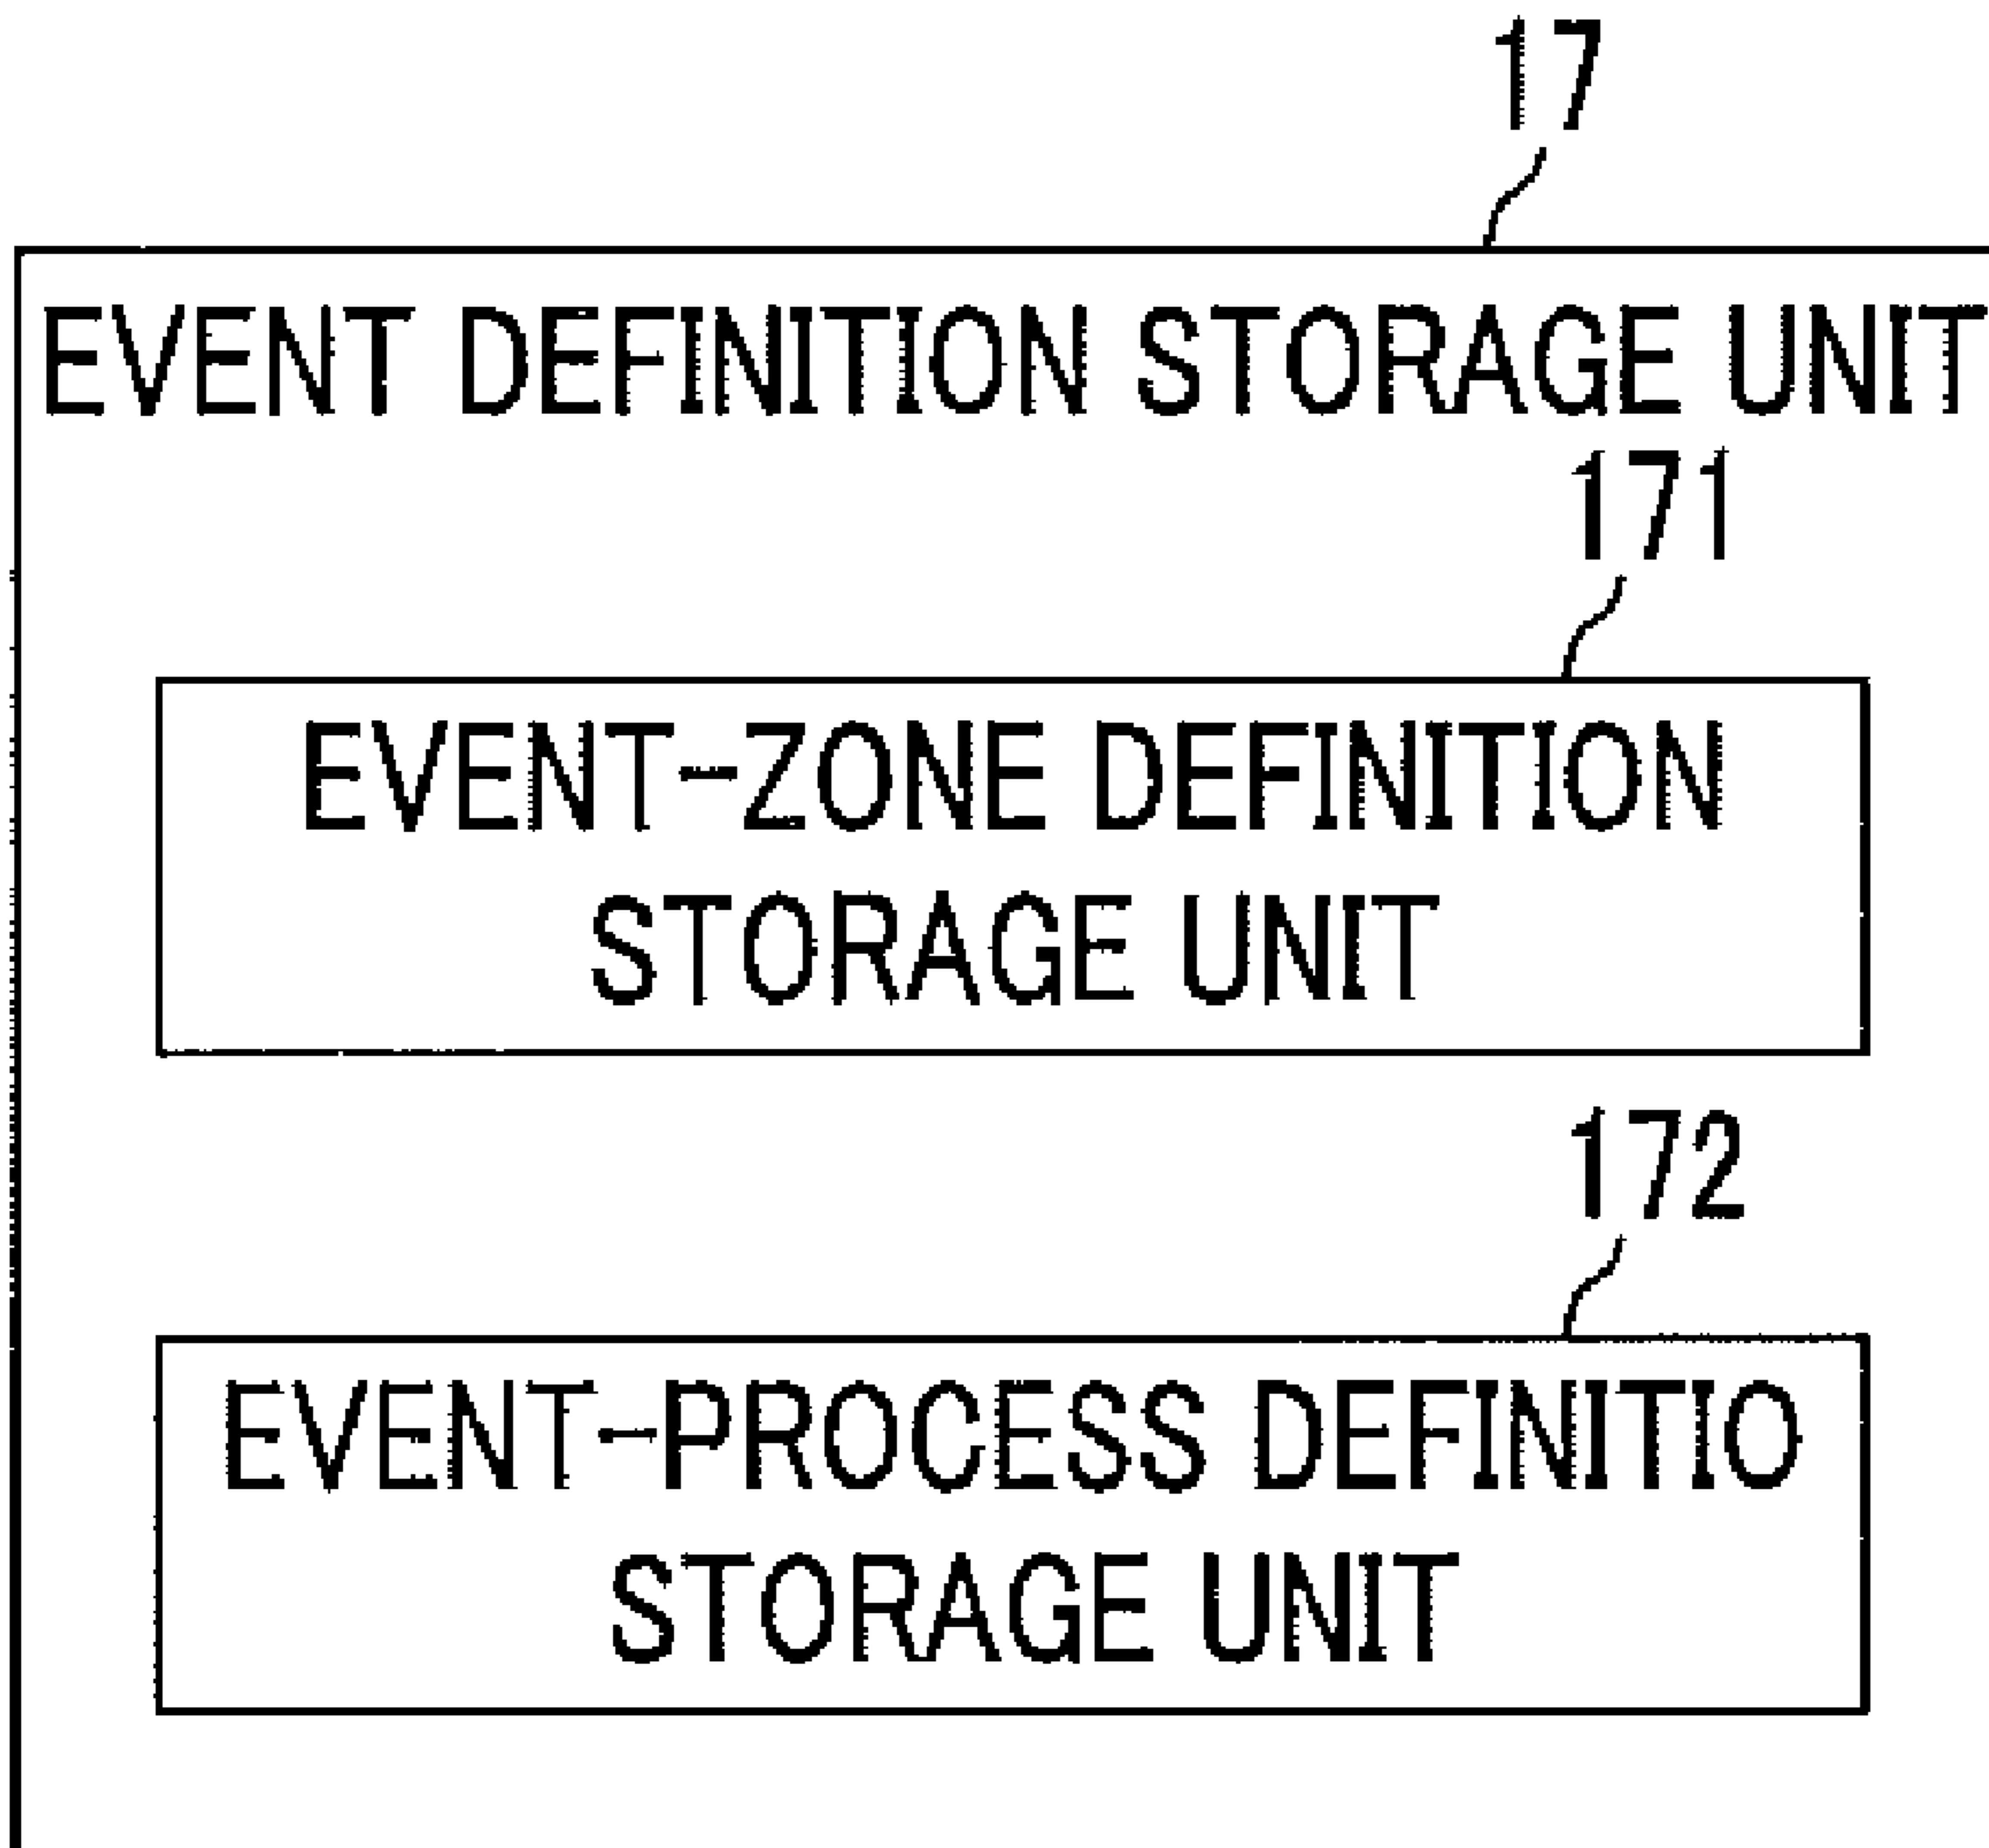 17
EVENT DEFINITION STORAGE UNIT
171
EVENT-ZONE DEFINITION
STORAGE UNIT
172
EVENT-PROCESS DEFINITIO
STORAGE UNIT